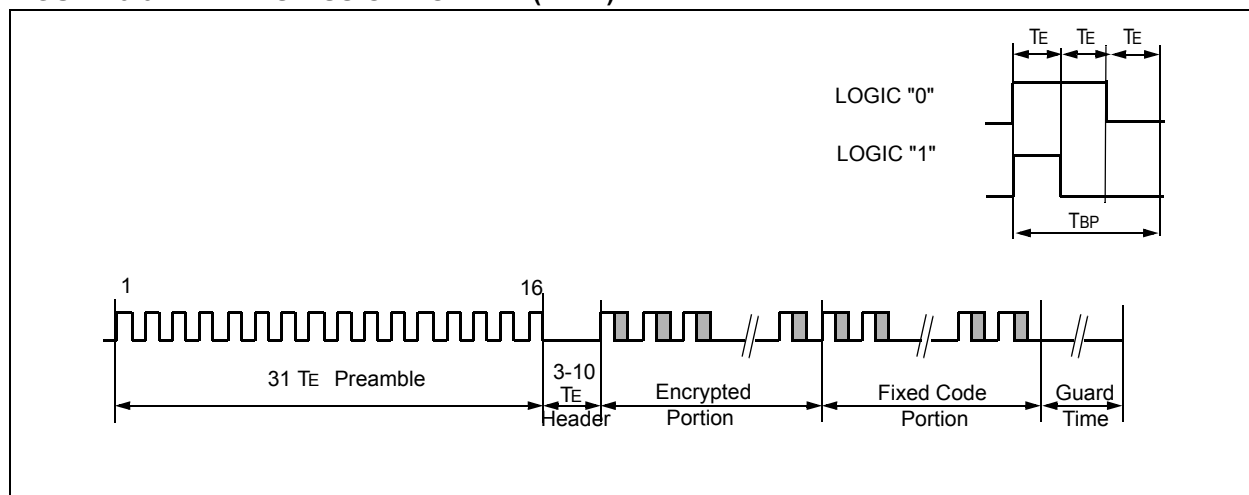 TE TE TE
LOGIC "0"
LOGIC "1"
TBP
1 16
31 TE Preamble
3-10
TE
Header
Encrypted
Portion
Fixed Code
Portion
Guard
Time